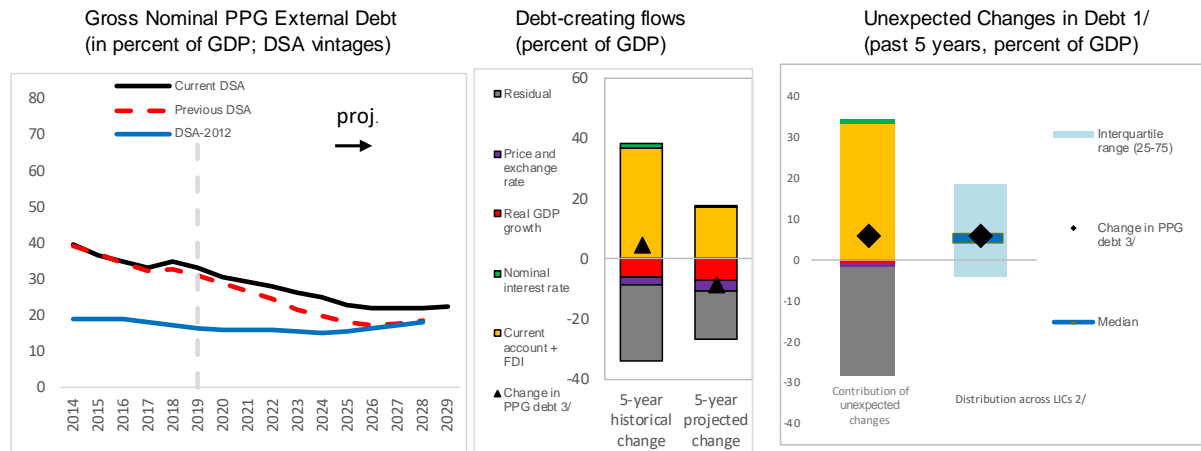 Gross Nominal PPG External Debt
(in percent of GDP; DSA vintages)
Current DSA
Previous DSA
DSA-2012
proj.
80
70
60
50
40
30
20
10
0
2014
2015
2016
2017
2018
2019
2020
2021
2022
2023
2024
2025
2026
2027
2028
2029
Debt-creating flows
(percent of GDP)
Residual
Price and
exchange
rate
Real GDP
growth
Nominal
interest rate
Current
account +
FDI
Change in
PPG debt 3/
60
40
20
0
-20
-40
5-year
historical
change
5-year
projected
change
Unexpected Changes in Debt 1/
(past 5 years, percent of GDP)
40
30
20
10
0
-10
-20
-30
-40
Contribution of
unexpected
changes
Distribution across LICs 2/
Interquartile
range (25-75)
Change in PPG
debt 3/
Median